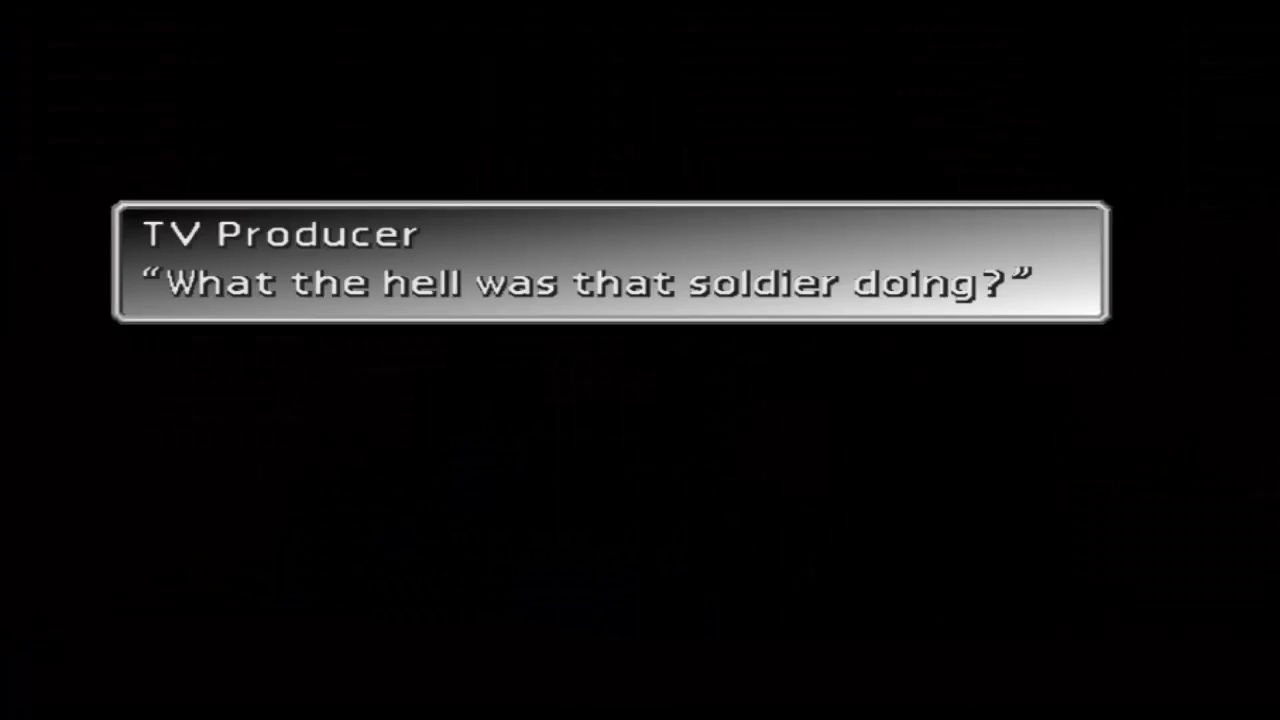 TV Producer
“What the hell was that soldier doing?”